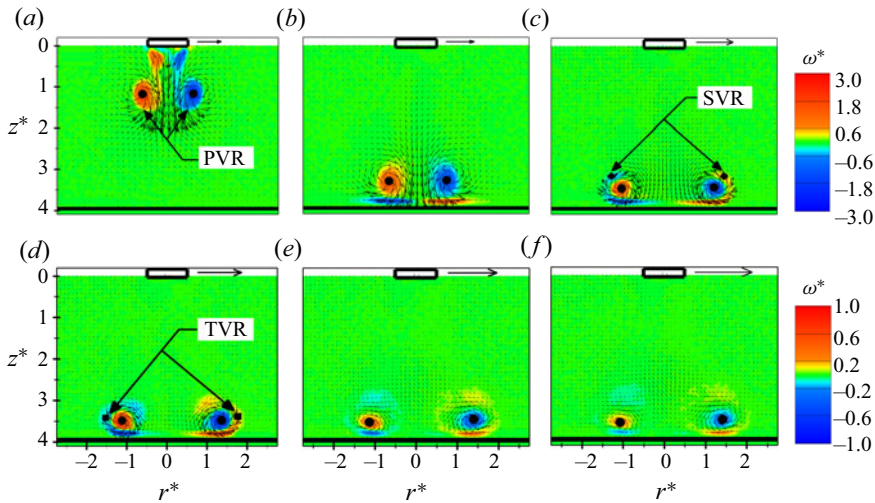 (a) (b) (c)
0
1
z* 2
3
4
PVR
SVR
ω*
3.0
1.8
0.6
−0.6
−1.8
−3.0
(d) (e) (f)
0
1
z* 2
3
4
TVR
ω*
1.0
0.6
0.2
−0.2
−0.6
−1.0
−2 −1 0 1 2 −2 −1 0 1 2 −2 −1 0 1 2
r* r* r*